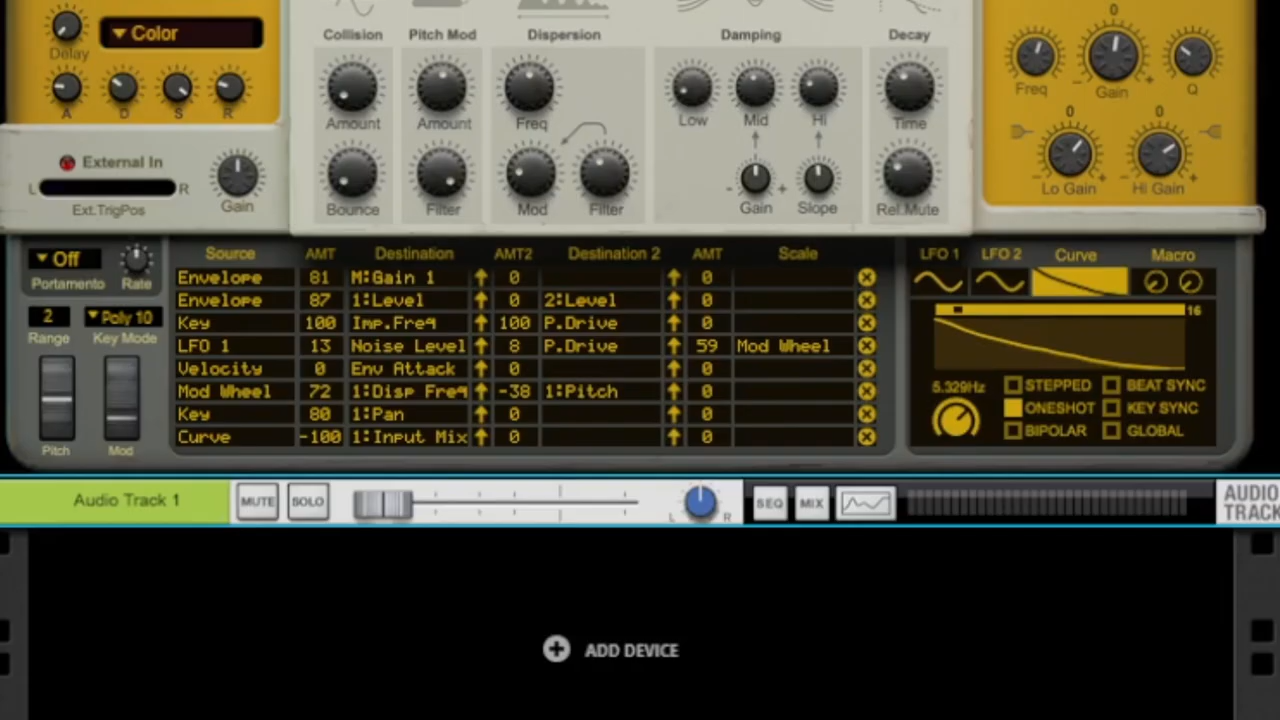 Collision Pitch Mod Dispersion Damping Decay
Color
Delay
A D S R
Amount Amount Freq Low Mid Hi Time
0
Freq Gain Q
- +
0 0
- + - +
Lo Gain Hi Gain
External In
L R
Ext.TrigPos
Gain
Bounce Filter Mod Filter Gain Slope Rel.Mute
- +
Off
Portamento Rate
2 Poly 10
Range Key Mode
Pitch Mod
Source AMT Destination AMT2 Destination 2 AMT Scale
Envelope 81 M:Gain 1 0 0
Envelope 87 1:Level 0 2:Level 0
Key 100 Imp.Freq 100 P.Drive 0
LFO 1 13 Noise Level 8 P.Drive 59 Mod Wheel
Velocity 0 Env Attack 0 0
Mod Wheel 72 1:Disp Freq -38 1:Pitch 0
Key 80 1:Pan 0 0
Curve -100 1:Input Mix 0 0
LFO 1 LFO 2 Curve Macro
16
5.329Hz
STEPPED BEAT SYNC
ONESHOT KEY SYNC
BIPOLAR GLOBAL
Audio Track 1 MUTE SOLO L R SEQ MIX AUDIO
TRACK
ADD DEVICE